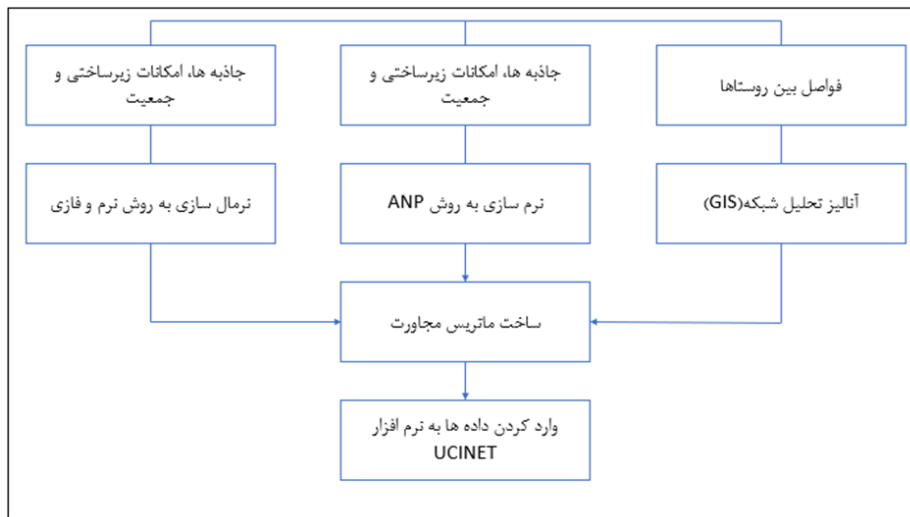 فواصل بین روستاها
جاذبه ها، امکانات زیرساختی و
جمعیت
جاذبه ها، امکانات زیرساختی و
جمعیت
آنالیز تحلیل شبکه(GIS)
نرم سازی به روش ANP
نرمال سازی به روش نرم و فازی
ساخت ماتریس مجاورت
وارد کردن داده ها به نرم افزار
UCINET